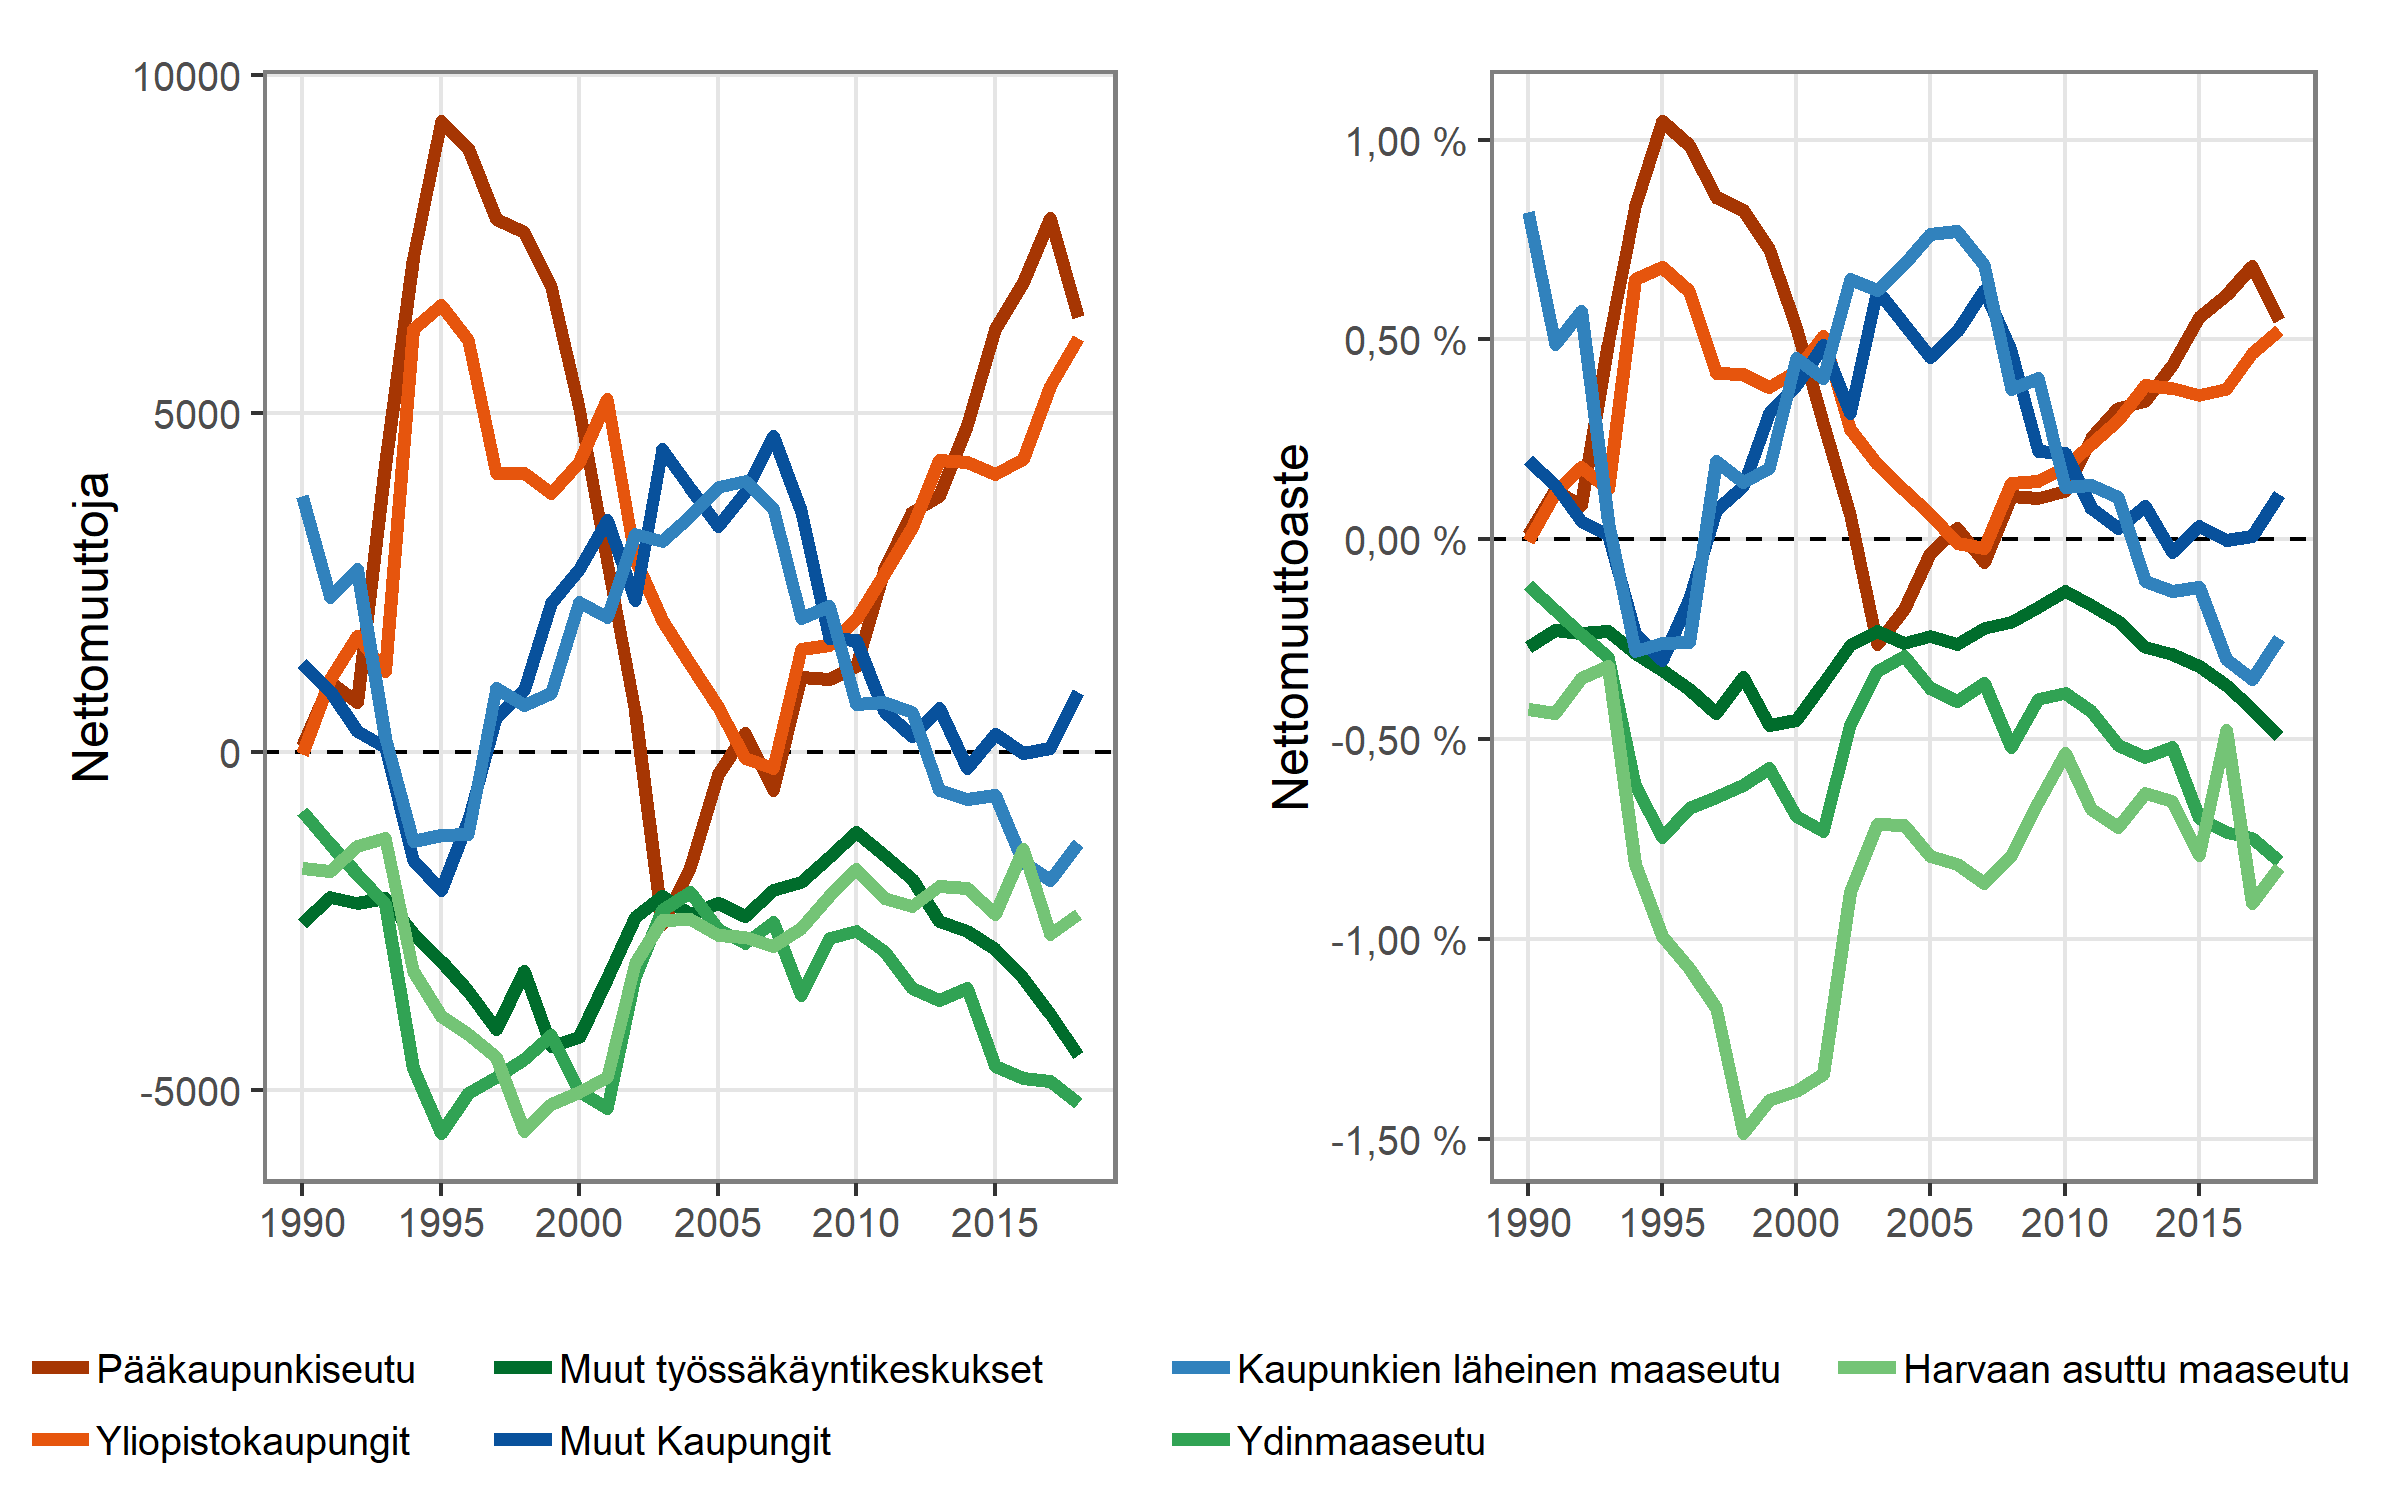 Nettomuuttoja
10000
5000
0
-5000
1990 1995 2000 2005 2010 2015
Nettomuuttoaste
1,00 %
0,50 %
0,00 %
-0,50 %
-1,00 %
-1,50 %
1990 1995 2000 2005 2010 2015
Pääkaupunkiseutu Muut työssäkäyntikeskukset Kaupunkien läheinen maaseutu Harvaan asuttu maaseutu
Yliopistokaupungit Muut Kaupungit Ydinmaaseutu